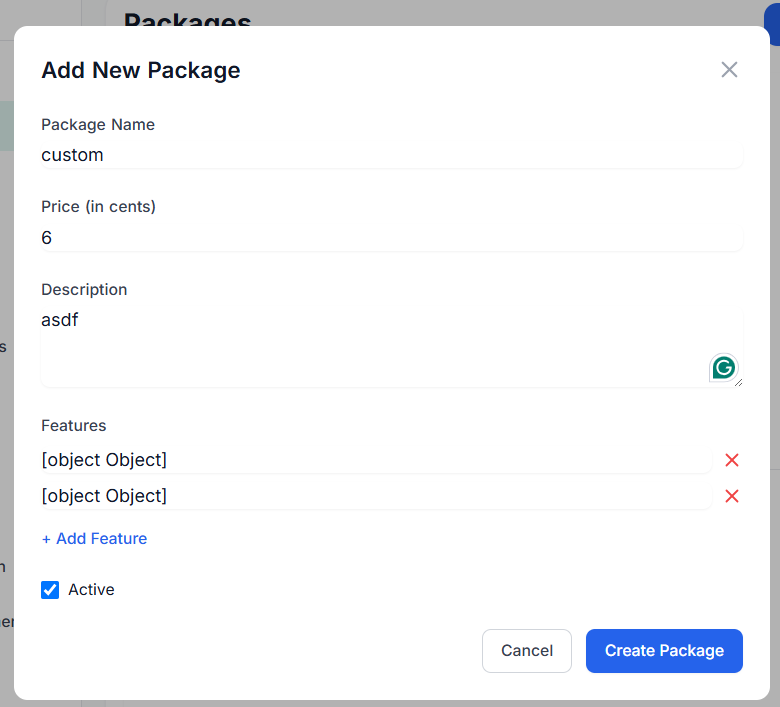 Packages
Add New Package
Package Name
custom
Price (in cents)
6
Description
asdf
Features
[object Object]
[object Object]
+ Add Feature
Active
Cancel
Create Package